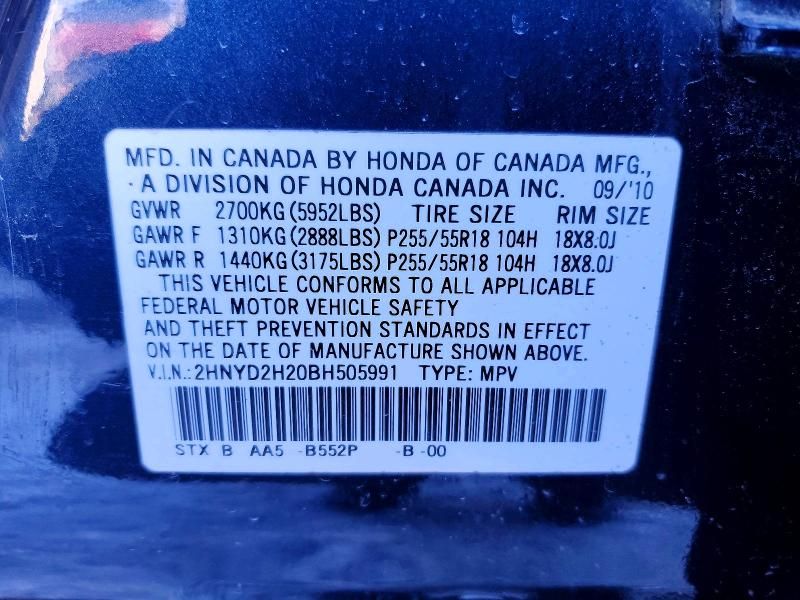 MFD. IN CANADA BY HONDA OF CANADA MFG.,
A DIVISION OF HONDA CANADA INC. 09/'10
GVWR 2700KG (5952LBS) TIRE SIZE RIM SIZE
GAWR F 1310KG (2888LBS) P255/55R18 104H 18X8.0J
GAWR R 1440KG (3175LBS) P255/55R18 104H 18X8.0J
THIS VEHICLE CONFORMS TO ALL APPLICABLE
FEDERAL MOTOR VEHICLE SAFETY
AND THEFT PREVENTION STANDARDS IN EFFECT
ON THE DATE OF MANUFACTURE SHOWN ABOVE.
V.I.N.:2HNYD2H20BH505991 TYPE: MPV
STX B AA5 -B552P -B -00